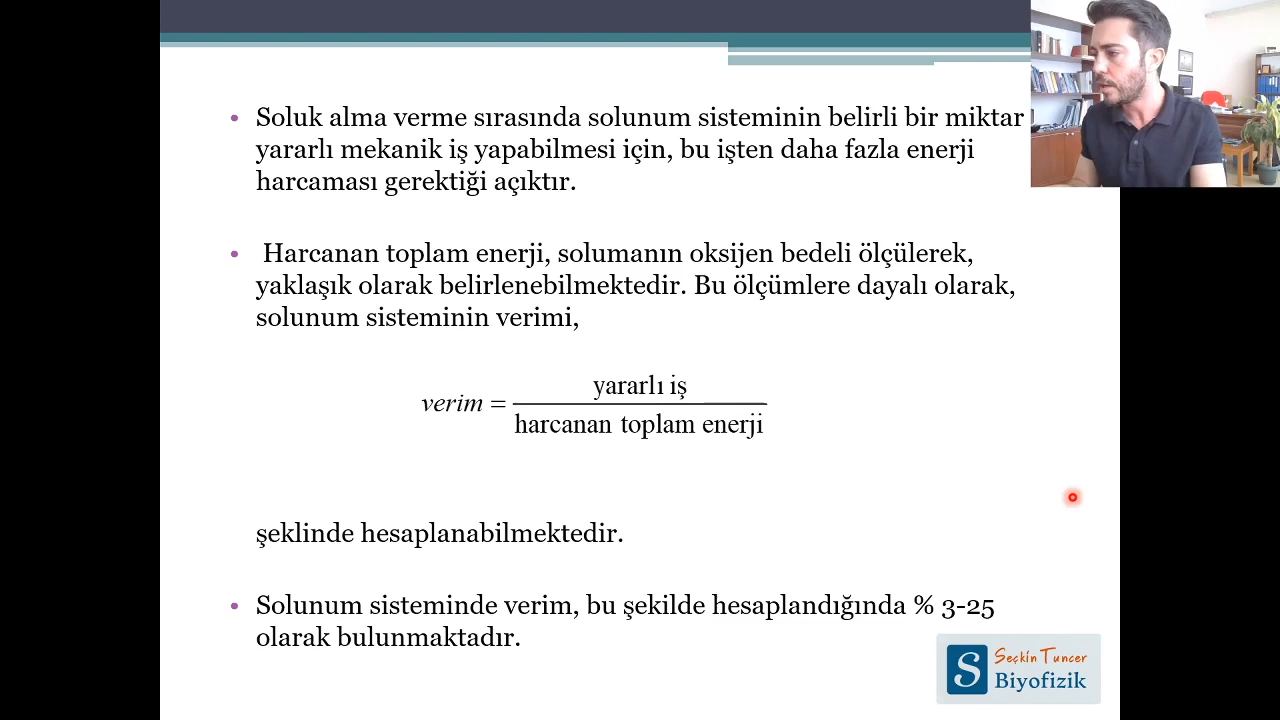 • Soluk alma verme sırasında solunum sisteminin belirli bir miktar
yararlı mekanik iş yapabilmesi için, bu işten daha fazla enerji
harcaması gerektiği açıktır.
• Harcanan toplam enerji, solumanın oksijen bedeli ölçülerek,
yaklaşık olarak belirlenebilmektedir. Bu ölçümlere dayalı olarak,
solunum sisteminin verimi,
yararlı iş
verim =
harcanan toplam enerji
şeklinde hesaplanabilmektedir.
• Solunum sisteminde verim, bu şekilde hesaplandığında % 3-25
olarak bulunmaktadır.
S
Seçkin Tuncer
Biyofizik